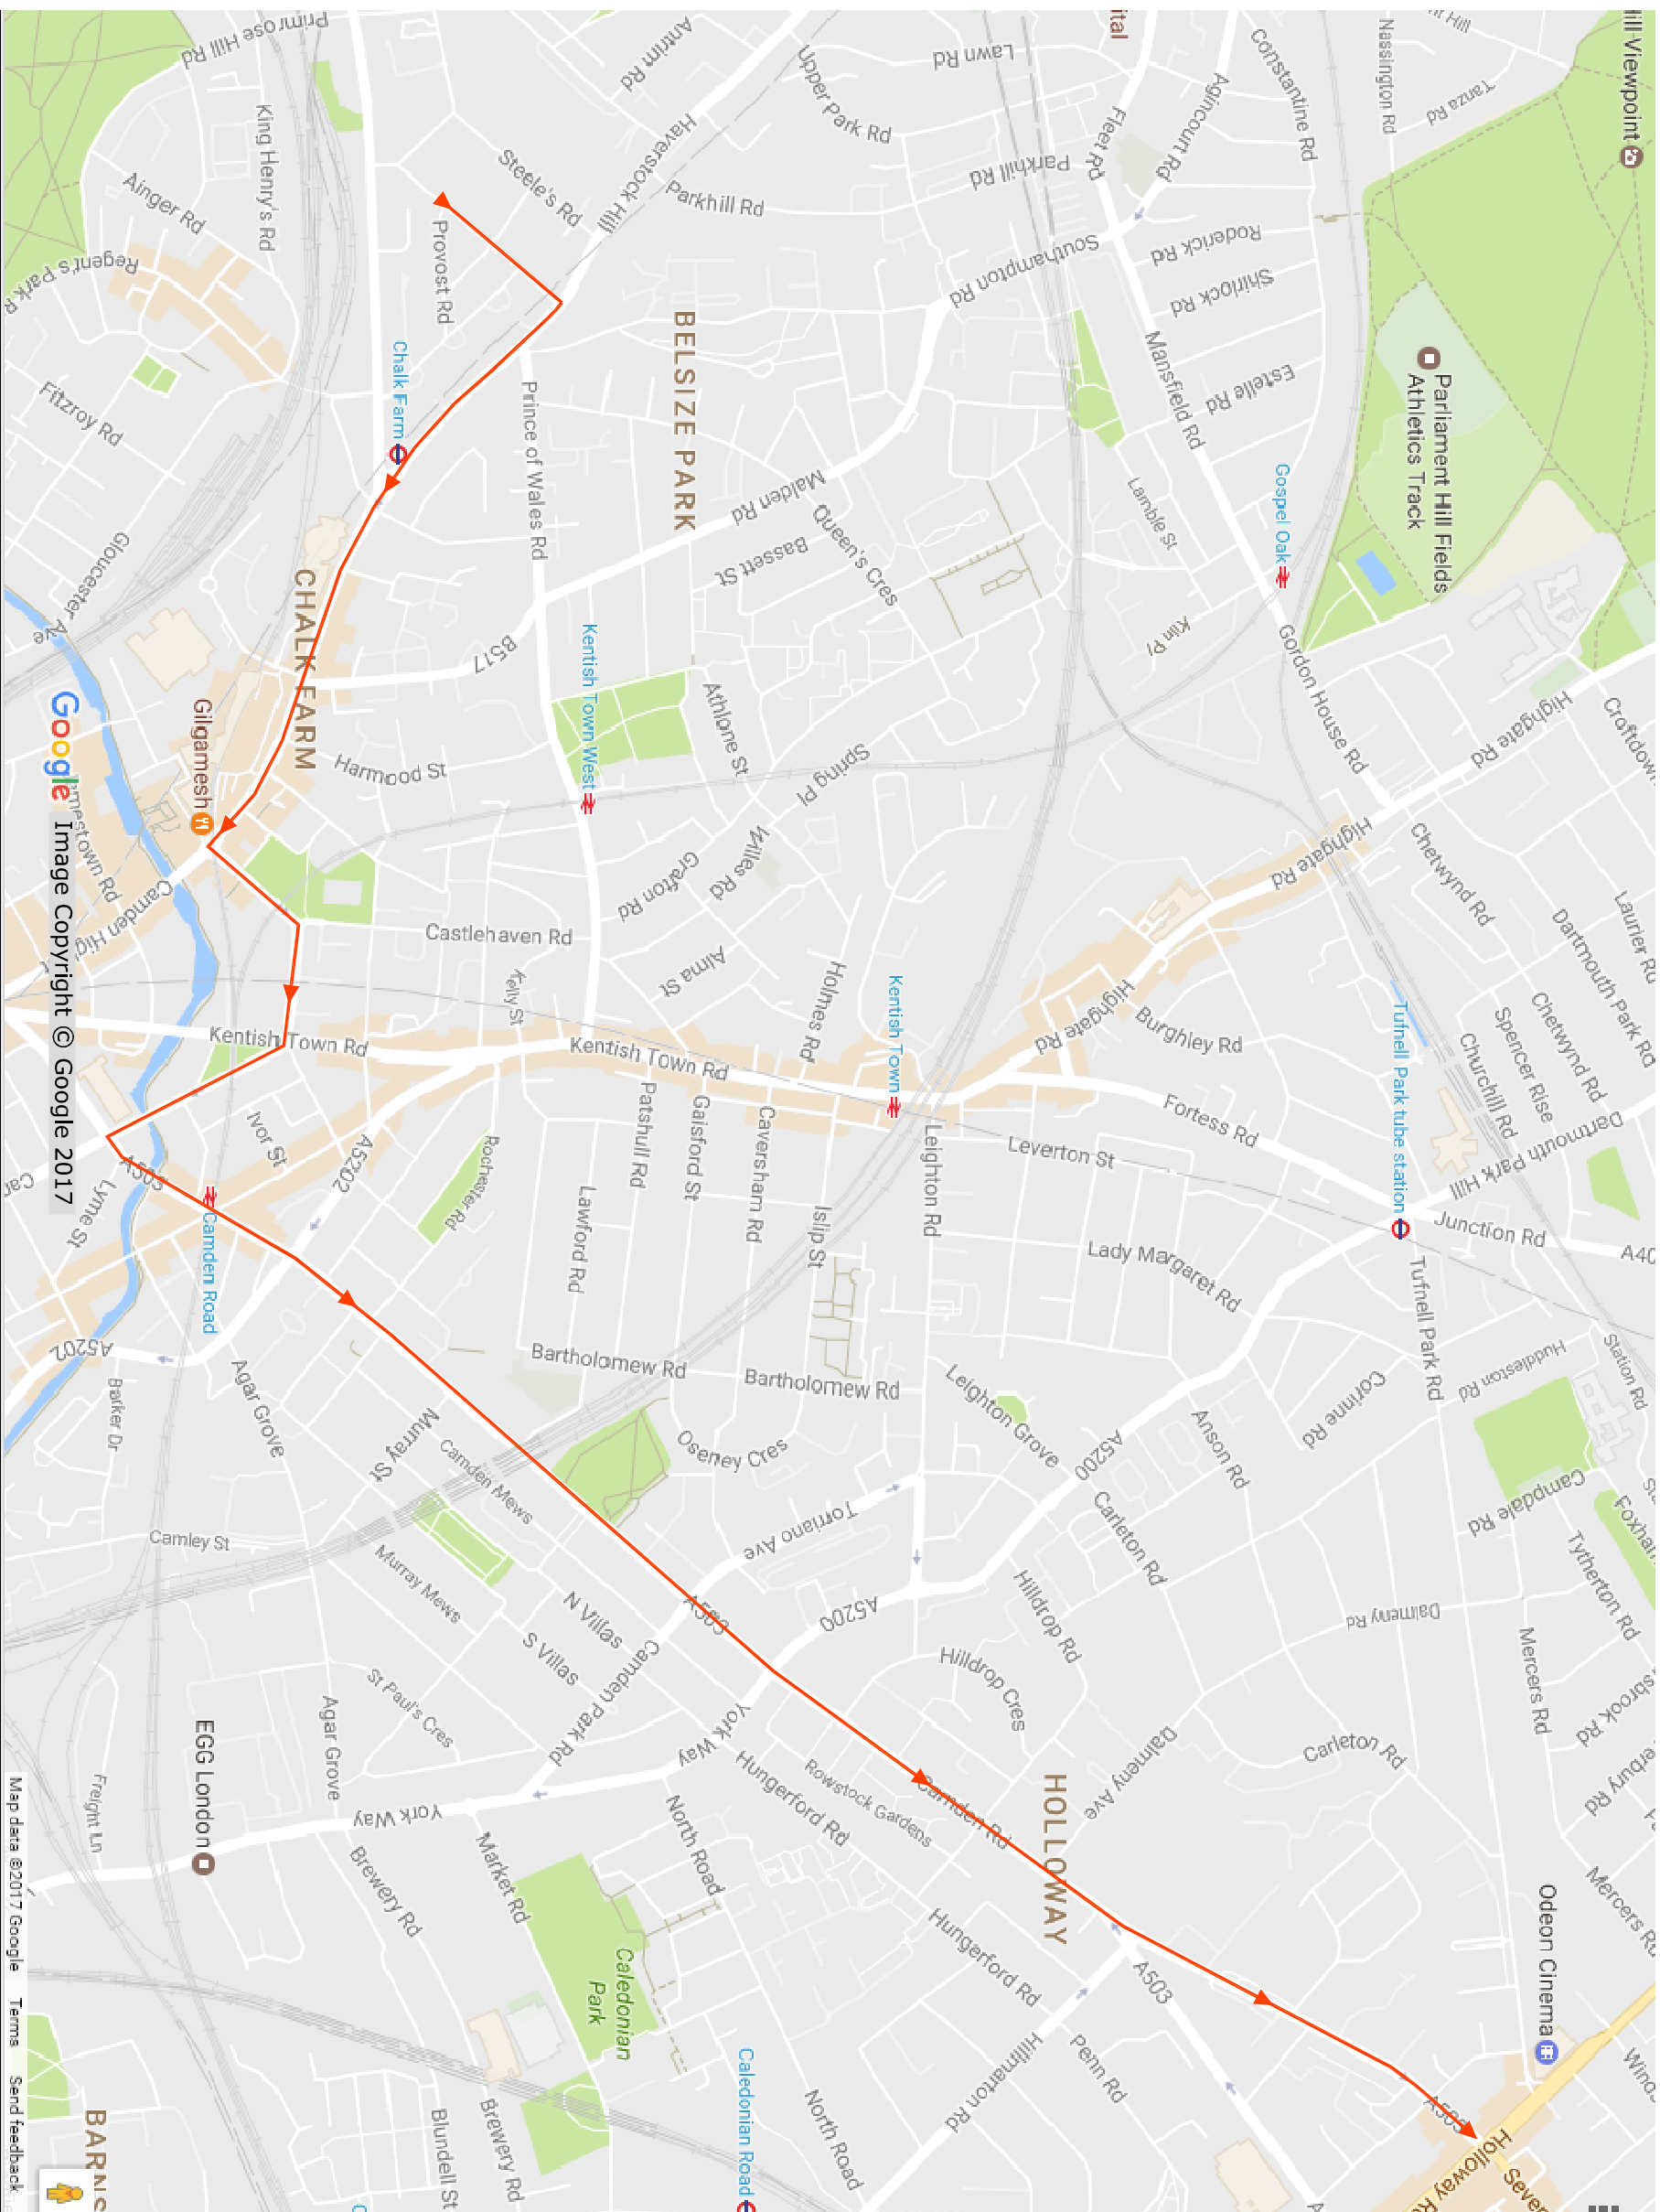 Hill Viewpoint
Parliament Hill Fields
Athletics Track
Nassington Rd
Tanza Rd
Constantine Rd
Agincourt Rd
Fleet Rd
Lawn Rd
Upper Park Rd
Antrim Rd
Haverstock Hill
Parkhill Rd
Parkhill Rd
Steele's Rd
Primrose Hill Rd
King Henry's Rd
Ainger Rd
Regent's Park R
Provost Rd
Chalk Farm
Fitzroy Rd
Gloucester Ave
BELSIZE PARK
Prince of Wales Rd
Southampton Rd
Roderick Rd
Shirlock Rd
Mansfield Rd
Estelle Rd
Gospel Oak
Lamble St
Kiln Pl
Malden Rd
Queen's Cres
Bassett St
B517
CHALK FARM
Kentish Town West
Athlone St
Spring Pl
Gordon House Rd
Highgate Rd
Croftdown
Highgate Rd
Chetwynd Rd
Laurier Rd
Dartmouth Park Rd
Chetwynd Rd
Spencer Rise
Churchill Rd
Dartmouth Park Hill
Harmood St
Gilgamesh
Willes Rd
Grafton Rd
Castlehaven Rd
Kelly St
Alma St
Holmes Rd
Kentish Town
Highgate Rd
Burghley Rd
Fortess Rd
Tufnell Park tube station
Junction Rd
A40
Camden High
Kentish Town Rd
Kentish Town Rd
Patshull Rd
Gaisford St
Caversham Rd
Islip St
Leighton Rd
Leverton St
Lady Margaret Rd
Tufnell Park Rd
Station Rd
Huddleston Rd
Corinne Rd
Ivor St
A5202
Rochester Rd
Lawford Rd
A503
Lyme St
Camden Road
A5202
Barker Dr
Agar Grove
Bartholomew Rd
Bartholomew Rd
Oseney Cres
Leighton Grove
A5200
Anson Rd
Carleton Rd
Campdale Rd
Foxham
Tytherton Rd
Murray St
Camden Mews
Camley St
Murray Mews
Torriano Ave
N Villas
S Villas
Camden Park Rd
A503
A5200
Hilldrop Rd
Hilldrop Cres
Dalmeny Rd
Mercers Rd
St Paul's Cres
Agar Grove
EGG London
Freight Ln
York Way
York Way
Hungerford Rd
Rowstock Gardens
Camden Rd
HOLLOWAY
Dalmeny Ave
Carleton Rd
Mercers Rd
Odeon Cinema
Brewery Rd
Market Rd
North Road
Caledonian
Park
Hungerford Rd
A503
Penn Rd
Hillmarton Rd
Brewery Rd
Blundell St
Caledonian Road
North Road
A503
Holloway R
Seven
BARNS
Google
Image Copyright © Google 2017
Map data ©2017 Google Terms Send feedback